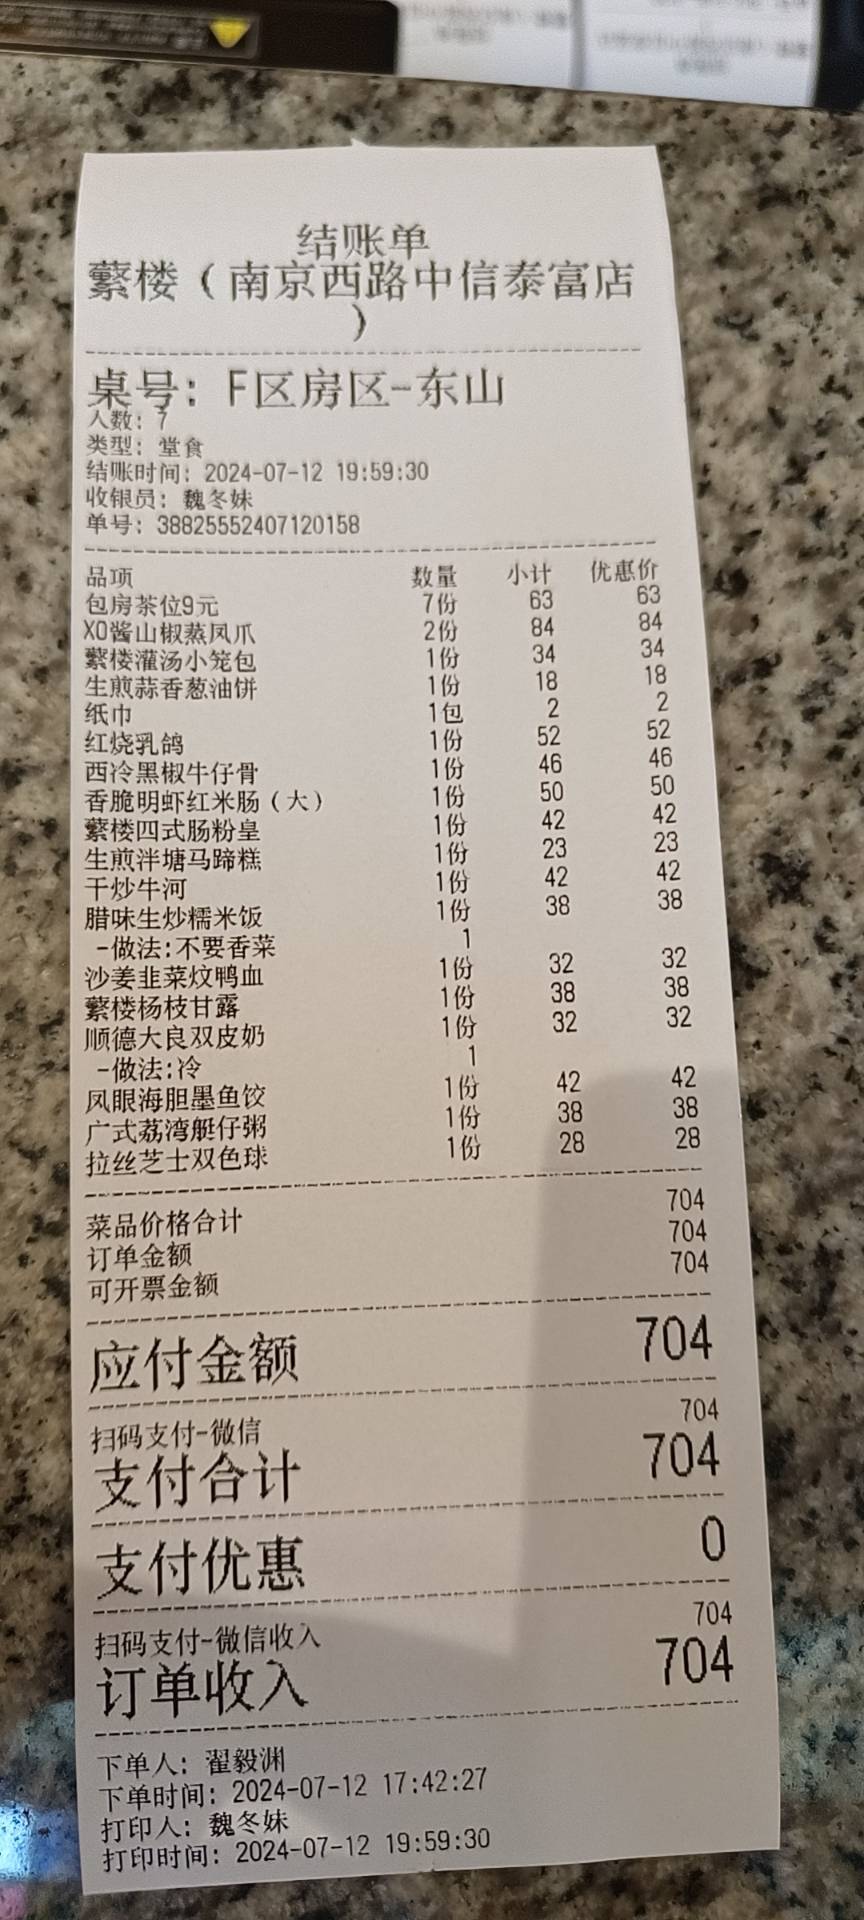 结账单
蘩楼（南京西路中信泰富店
）
桌号：F区房区-东山
人数：7
类型：堂食
结账时间：2024-07-12 19:59:30
收银员：魏冬妹
单号：38825552407120158
品项 数量 小计 优惠价
包房茶位9元 7份 63 63
XO酱山椒蒸凤爪 2份 84 84
蘩楼灌汤小笼包 1份 34 34
生煎蒜香葱油饼 1份 18 18
纸巾 1包 2 2
红烧乳鸽 1份 52 52
西冷黑椒牛仔骨 1份 46 46
香脆明虾红米肠（大） 1份 50 50
蘩楼四式肠粉皇 1份 42 42
生煎泮塘马蹄糕 1份 23 23
干炒牛河 1份 42 42
腊味生炒糯米饭 1份 38 38
-做法:不要香菜 1
沙姜韭菜炆鸭血 1份 32 32
蘩楼杨枝甘露 1份 38 38
顺德大良双皮奶 1份 32 32
-做法:冷 1
凤眼海胆墨鱼饺 1份 42 42
广式荔湾艇仔粥 1份 38 38
拉丝芝士双色球 1份 28 28
菜品价格合计 704
订单金额 704
可开票金额 704
应付金额 704
扫码支付-微信 704
支付合计 704
支付优惠 0
扫码支付-微信收入 704
订单收入 704
下单人：翟毅渊
下单时间：2024-07-12 17:42:27
打印人：魏冬妹
打印时间：2024-07-12 19:59:30